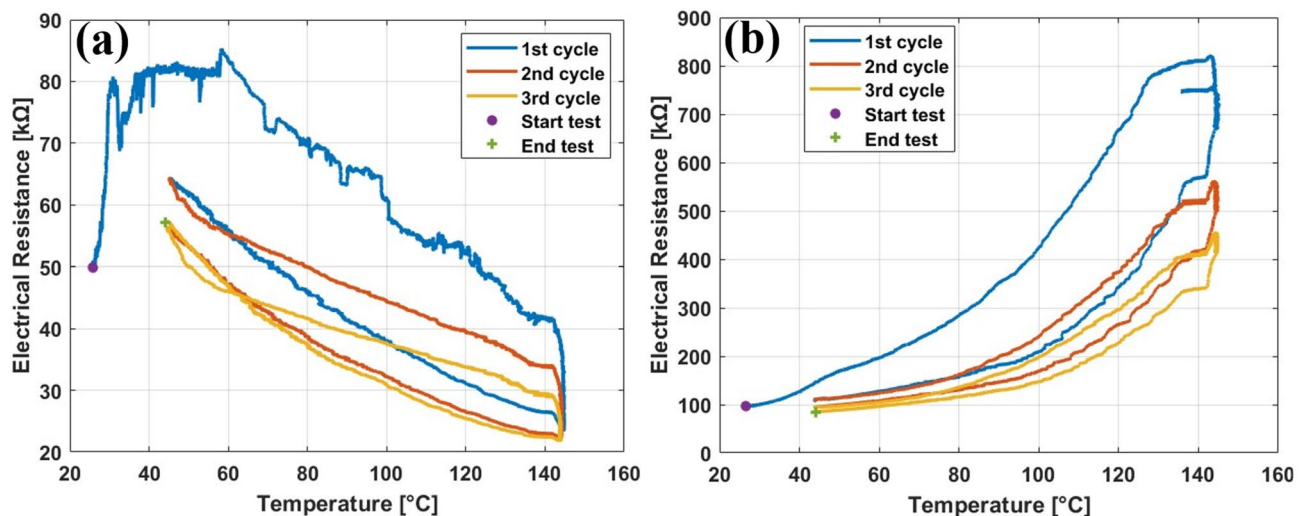 (a)
90
80
70
60
50
40
30
20
Electrical Resistance [kΩ]
1st cycle
2nd cycle
3rd cycle
Start test
End test
20 40 60 80 100 120 140 160
Temperature [°C]
(b)
900
800
700
600
500
400
300
200
100
0
Electrical Resistance [kΩ]
1st cycle
2nd cycle
3rd cycle
Start test
End test
20 40 60 80 100 120 140 160
Temperature [°C]